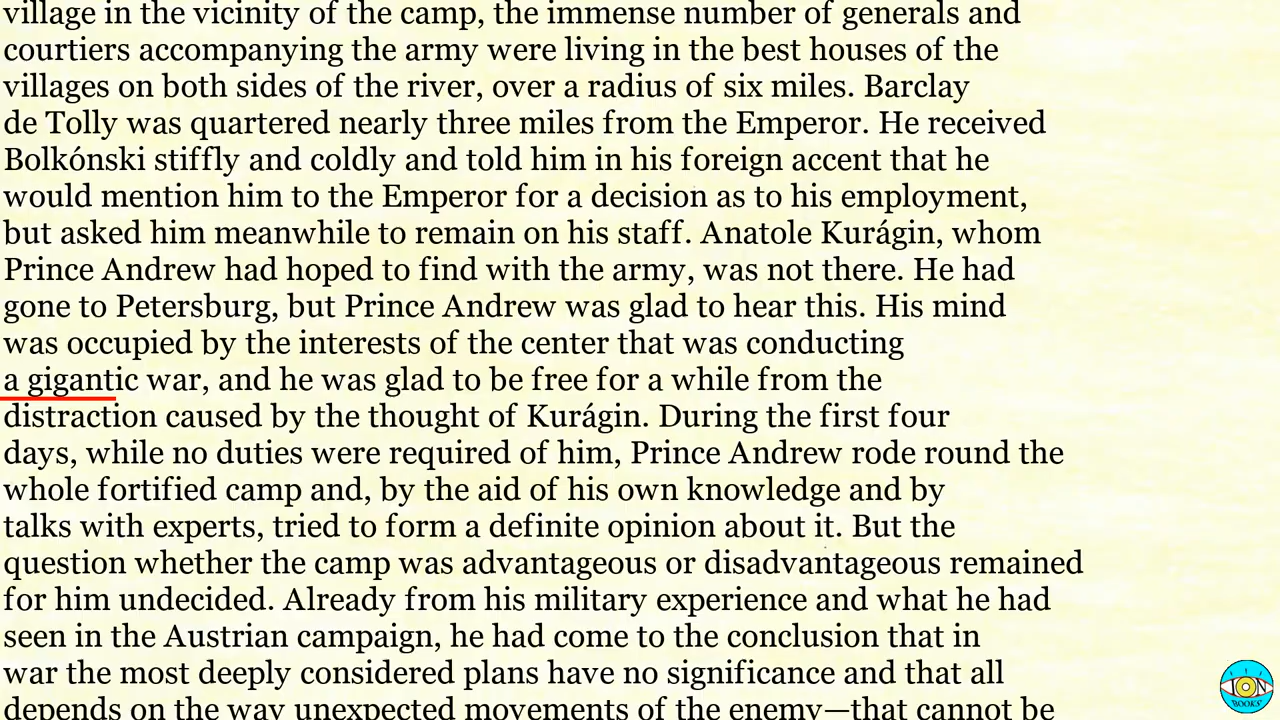 village in the vicinity of the camp, the immense number of generals and
courtiers accompanying the army were living in the best houses of the
villages on both sides of the river, over a radius of six miles. Barclay
de Tolly was quartered nearly three miles from the Emperor. He received
Bolkónski stiffly and coldly and told him in his foreign accent that he
would mention him to the Emperor for a decision as to his employment,
but asked him meanwhile to remain on his staff. Anatole Kurágin, whom
Prince Andrew had hoped to find with the army, was not there. He had
gone to Petersburg, but Prince Andrew was glad to hear this. His mind
was occupied by the interests of the center that was conducting
a gigantic war, and he was glad to be free for a while from the
distraction caused by the thought of Kurágin. During the first four
days, while no duties were required of him, Prince Andrew rode round the
whole fortified camp and, by the aid of his own knowledge and by
talks with experts, tried to form a definite opinion about it. But the
question whether the camp was advantageous or disadvantageous remained
for him undecided. Already from his military experience and what he had
seen in the Austrian campaign, he had come to the conclusion that in
war the most deeply considered plans have no significance and that all
depends on the way unexpected movements of the enemy—that cannot be
ION
BOOKS